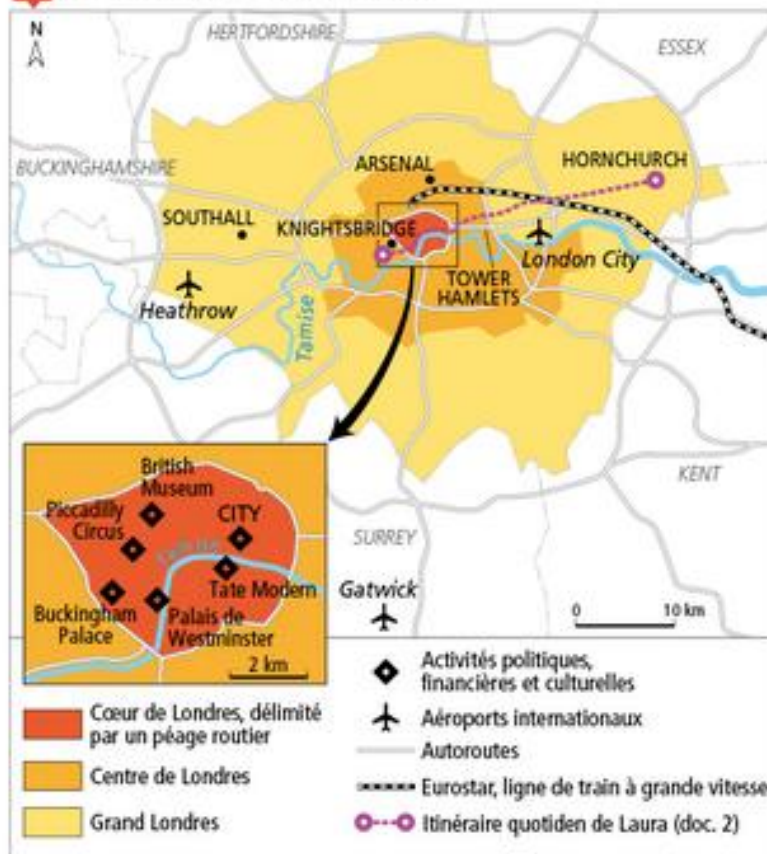 N
HERTFORDSHIRE
ESSEX
BUCKINGHAMSHIRE
ARSENAL
HORNCHURCH
SOUTHALL
KNIGHTSBRIDGE
London City
TOWER
HAMLETS
Heathrow
Tamise
KENT
SURREY
Gatwick
0 10 km
British
Museum
Piccadilly
Circus
CITY
Tamise
Tate Modern
Buckingham
Palace
Palais de
Westminster
2 km
Cœur de Londres, délimité
par un péage routier
Centre de Londres
Grand Londres
Activités politiques,
financières et culturelles
Aéroports internationaux
Autoroutes
Eurostar, ligne de train à grande vitesse
Itinéraire quotidien de Laura (doc. 2)